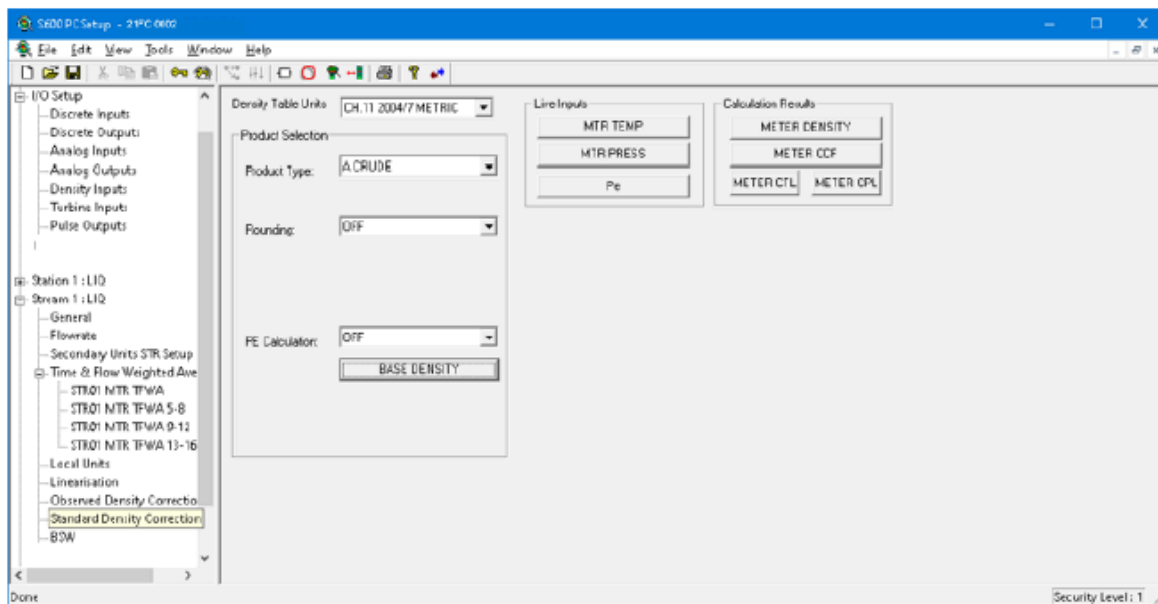 S600 PCSetup - 21°C 0602
File Edit View Tools Window Help
I/O Setup
Discrete Inputs
Discrete Outputs
Analog Inputs
Analog Outputs
Density Inputs
Turbine Inputs
Pulse Outputs
Station 1 : LIQ
Stream 1 : LIQ
General
Flowrate
Secondary Units STR Setup
Time & Flow Weighted Ave
STR01 MTR TFWA
STR01 MTR TFWA 5-8
STR01 MTR TFWA 9-12
STR01 MTR TFWA 13-16
Local Units
Linearisation
Observed Density Correctio
Standard Density Correction
BSW
Density Table Units CH.11 2004/7 METRIC
Product Selection
Product Type: A CRUDE
Rounding: OFF
PE Calculation: OFF
BASE DENSITY
Line Inputs
MTR TEMP
MTR PRESS
Pe
Calculation Results
METER DENSITY
METER CCF
METER CTL METER CPL
Done
Security Level : 1